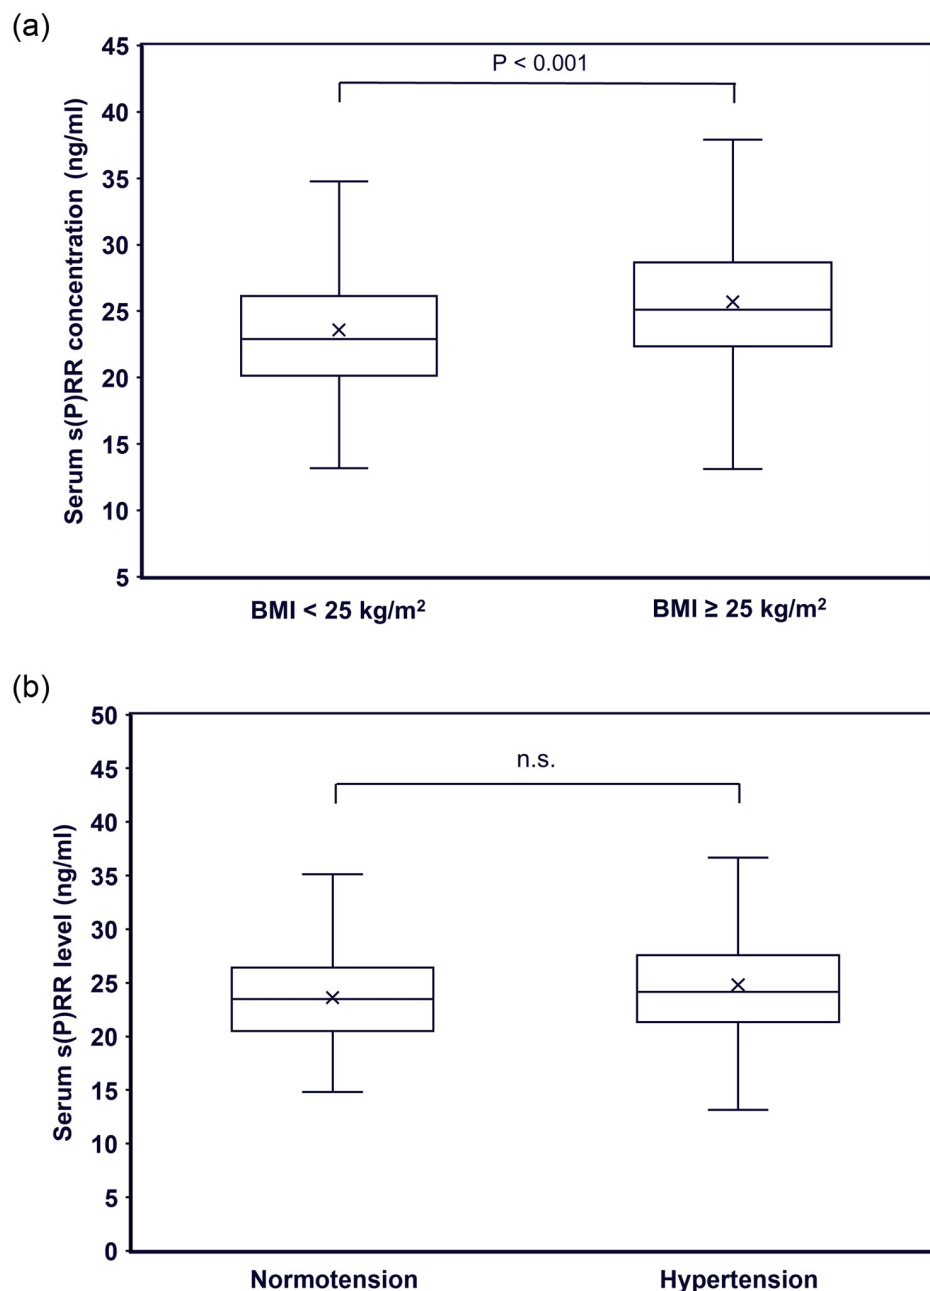 (a)
Serum s(P)RR concentration (ng/ml)
45
40
35
30
25
20
15
10
5
P < 0.001
BMI < 25 kg/m²
BMI ≥ 25 kg/m²
(b)
Serum s(P)RR level (ng/ml)
50
45
40
35
30
25
20
15
10
5
0
n.s.
Normotension
Hypertension